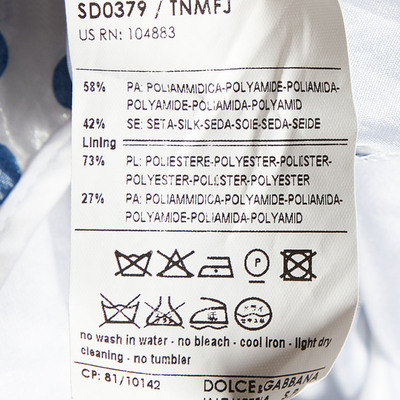 SD0379 / TNMFJ
US RN: 104883
58% PA: POLIAMMIDICA-POLYAMIDE-POLIAMIDA-
POLYAMIDE-POLIAMIDA-POLYAMID
42% SE: SETA-SILK-SEDA-SOIE-SEDA-SEIDE
Lining
73% PL: POLIESTERE-POLYESTER-POLIESTER-
POLYESTER-POLIESTER-POLYESTER
27% PA: POLIAMMIDICA-POLYAMIDE-POLIAMIDA-
POLYAMIDE-POLIAMIDA-POLYAMID
P
no wash in water - no bleach - cool iron - light dry
cleaning - no tumbler
CP: 81/10142 DOLCE&GABBANA